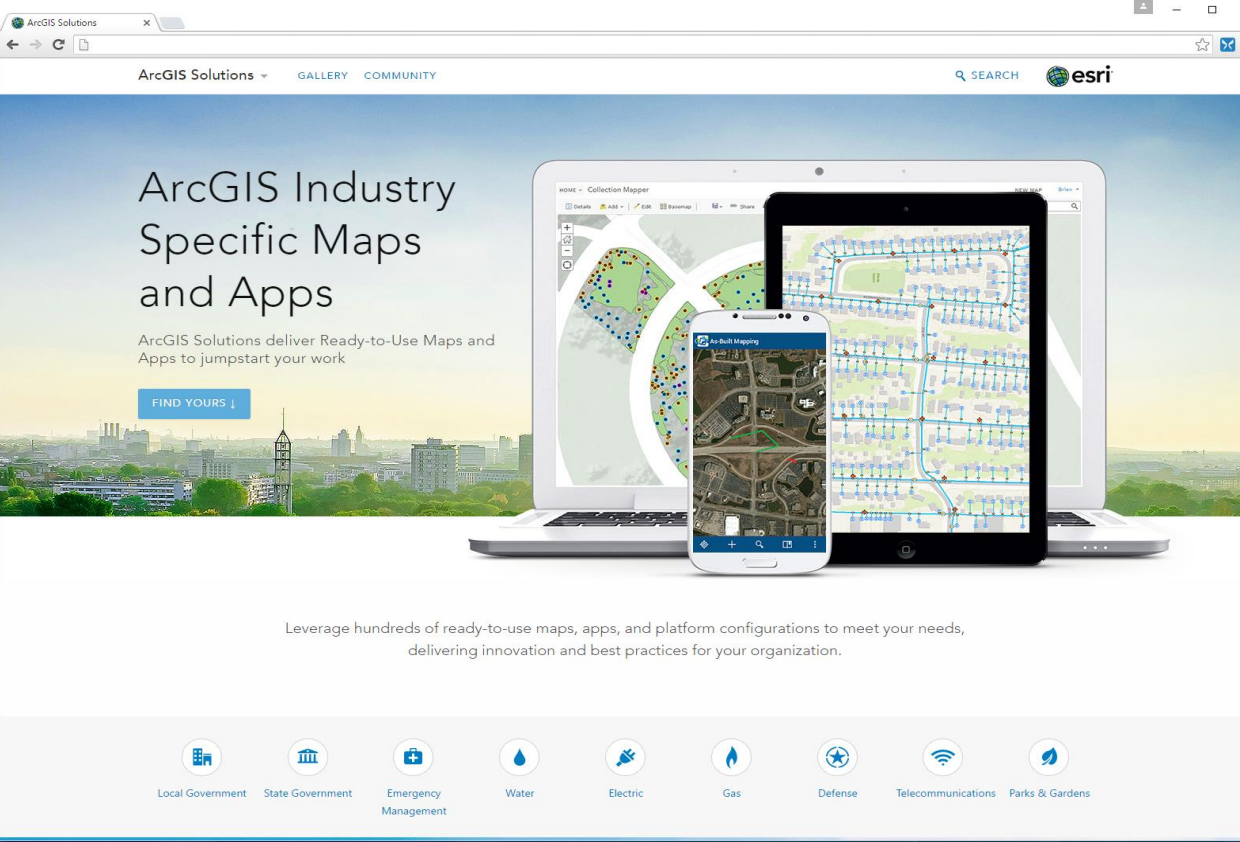 ArcGIS Solutions
ArcGIS Solutions
GALLERY
COMMUNITY
SEARCH
esri
ArcGIS Industry
Specific Maps
and Apps
ArcGIS Solutions deliver Ready-to-Use Maps and
Apps to jumpstart your work
FIND YOURS ↓
HOME
Collection Mapper
NEW MAP
Brian
Details
Add
Edit
Basemap
Share
As-Built Mapping
Leverage hundreds of ready-to-use maps, apps, and platform configurations to meet your needs,
delivering innovation and best practices for your organization.
Local Government
State Government
Emergency
Management
Water
Electric
Gas
Defense
Telecommunications
Parks & Gardens